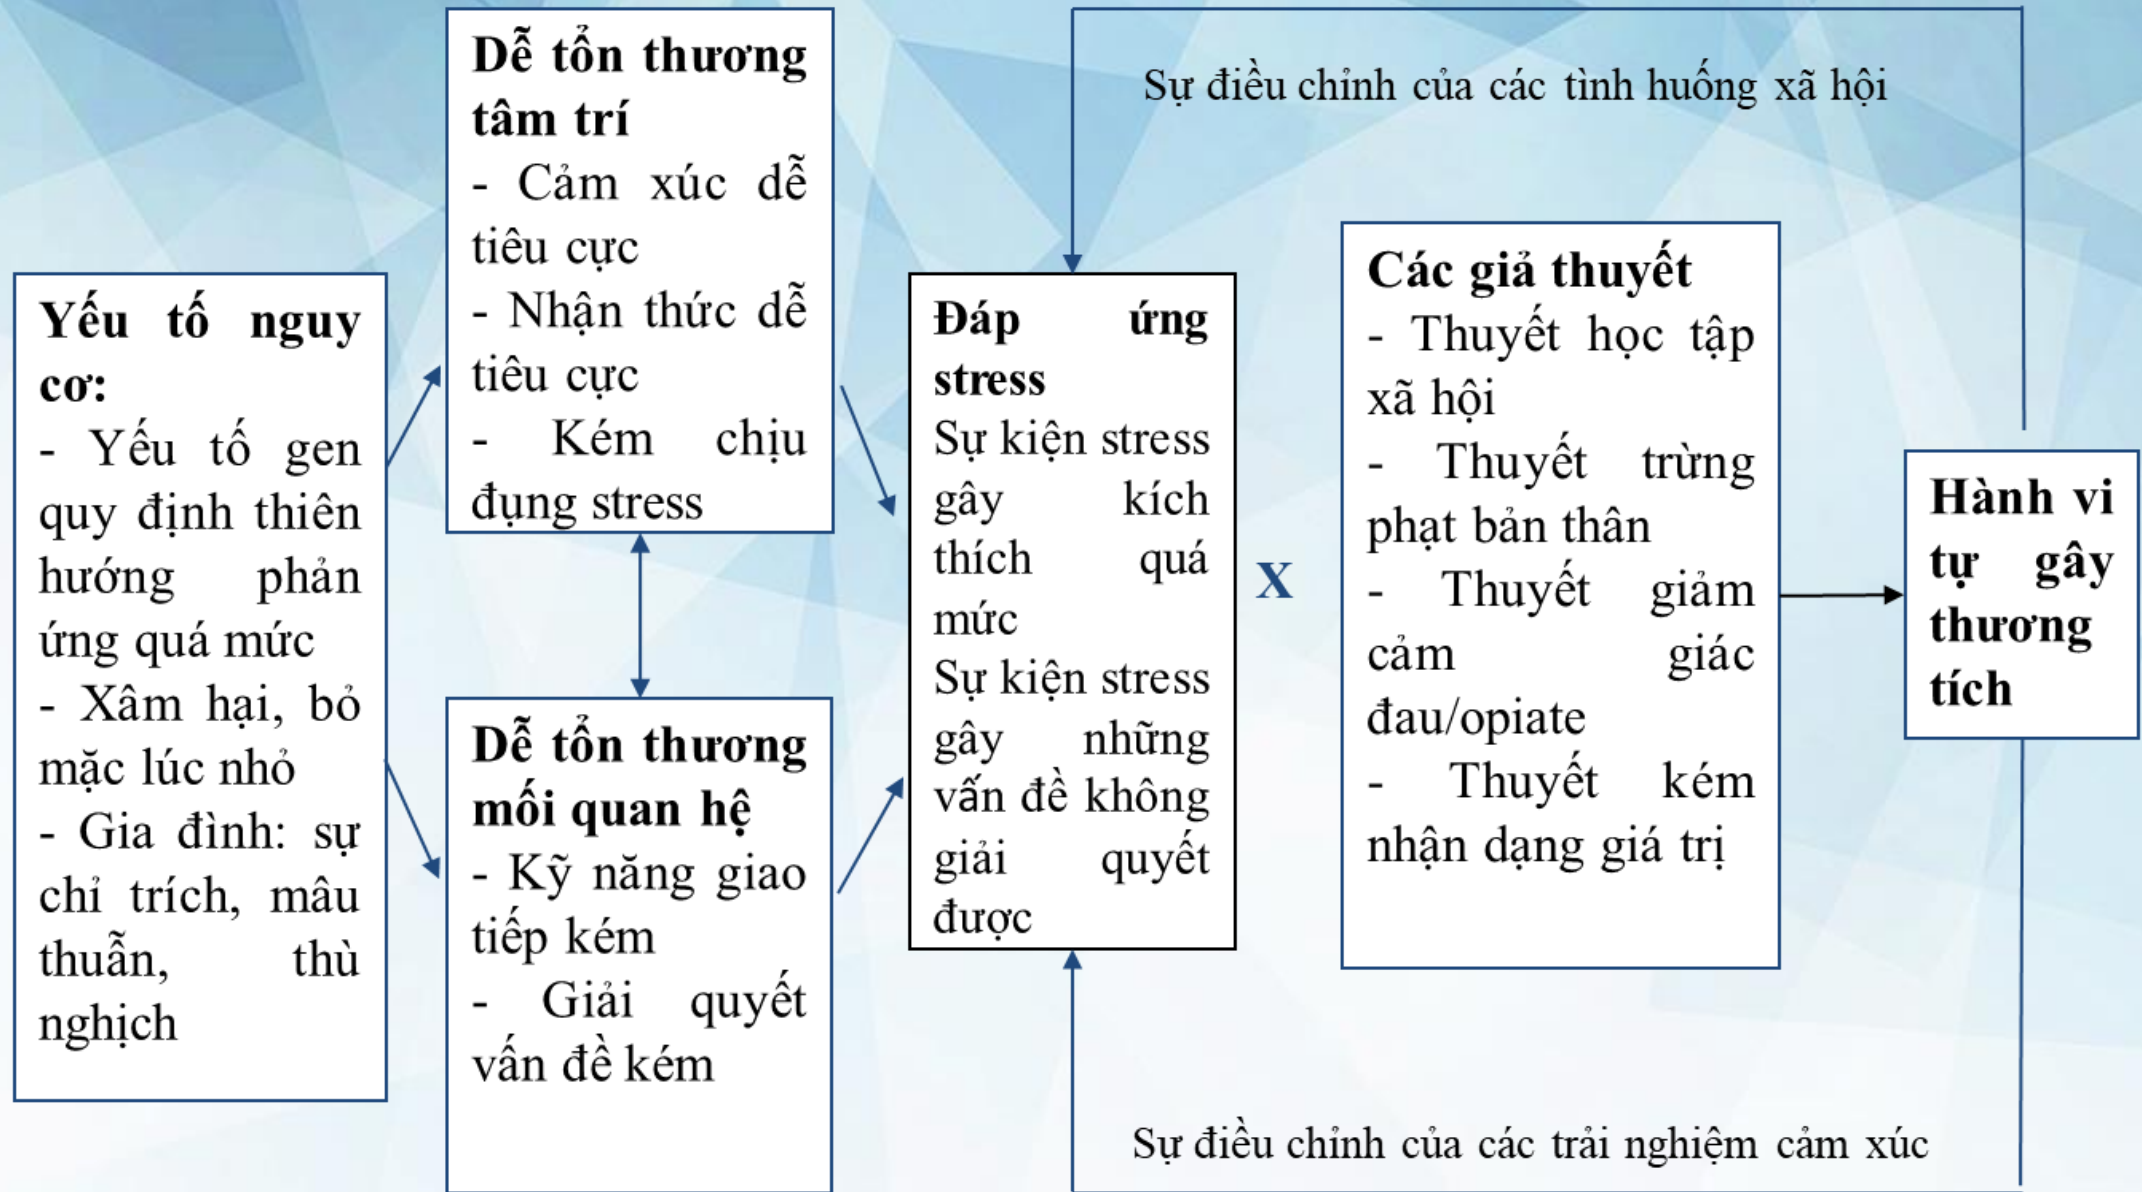 Yếu tố nguy
cơ:
- Yếu tố gen
quy định thiên
hướng phản
ứng quá mức
- Xâm hại, bỏ
mặc lúc nhỏ
- Gia đình: sự
chỉ trích, mâu
thuẫn, thù
nghịch
Dễ tổn thương
tâm trí
- Cảm xúc dễ
tiêu cực
- Nhận thức dễ
tiêu cực
- Kém chịu
đụng stress
Dễ tổn thương
mối quan hệ
- Kỹ năng giao
tiếp kém
- Giải quyết
vấn đề kém
Sự điều chỉnh của các tình huống xã hội
Đáp ứng
stress
Sự kiện stress
gây kích
thích quá
mức
Sự kiện stress
gây những
vấn đề không
giải quyết
được
X
Các giả thuyết
- Thuyết học tập
xã hội
- Thuyết trừng
phạt bản thân
- Thuyết giảm
cảm giác
đau/opiate
- Thuyết kém
nhận dạng giá trị
Hành vi
tự gây
thương
tích
Sự điều chỉnh của các trải nghiệm cảm xúc